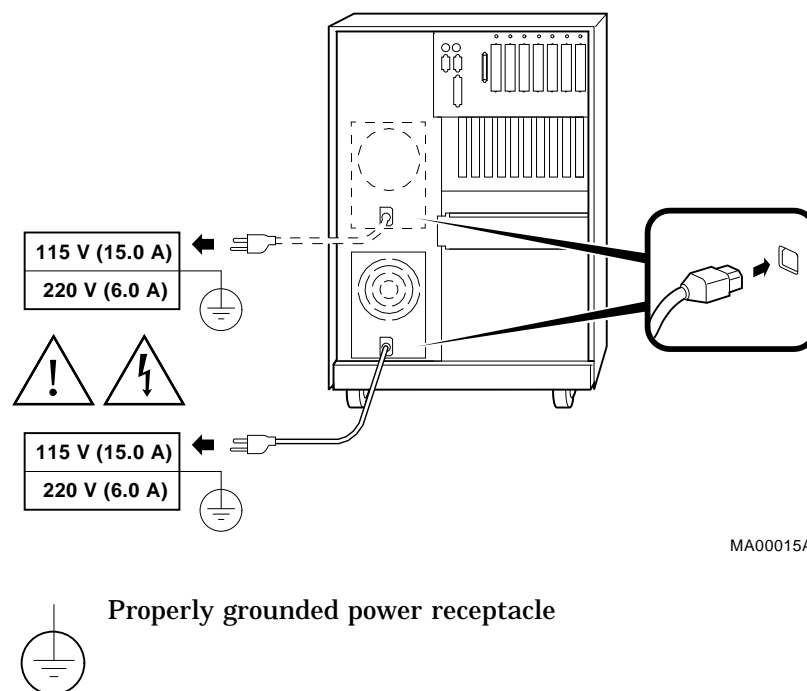 115 V (15.0 A)
220 V (6.0 A)
115 V (15.0 A)
220 V (6.0 A)
MA00015A
Properly grounded power receptacle